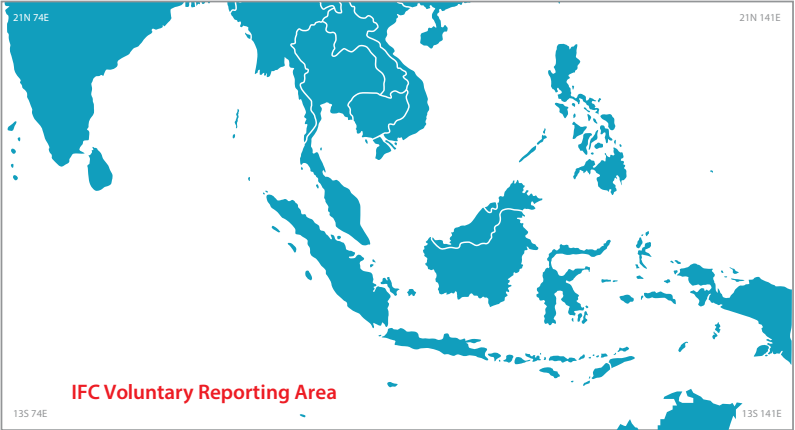 21N 74E
21N 141E
IFC Voluntary Reporting Area
13S 74E
13S 141E